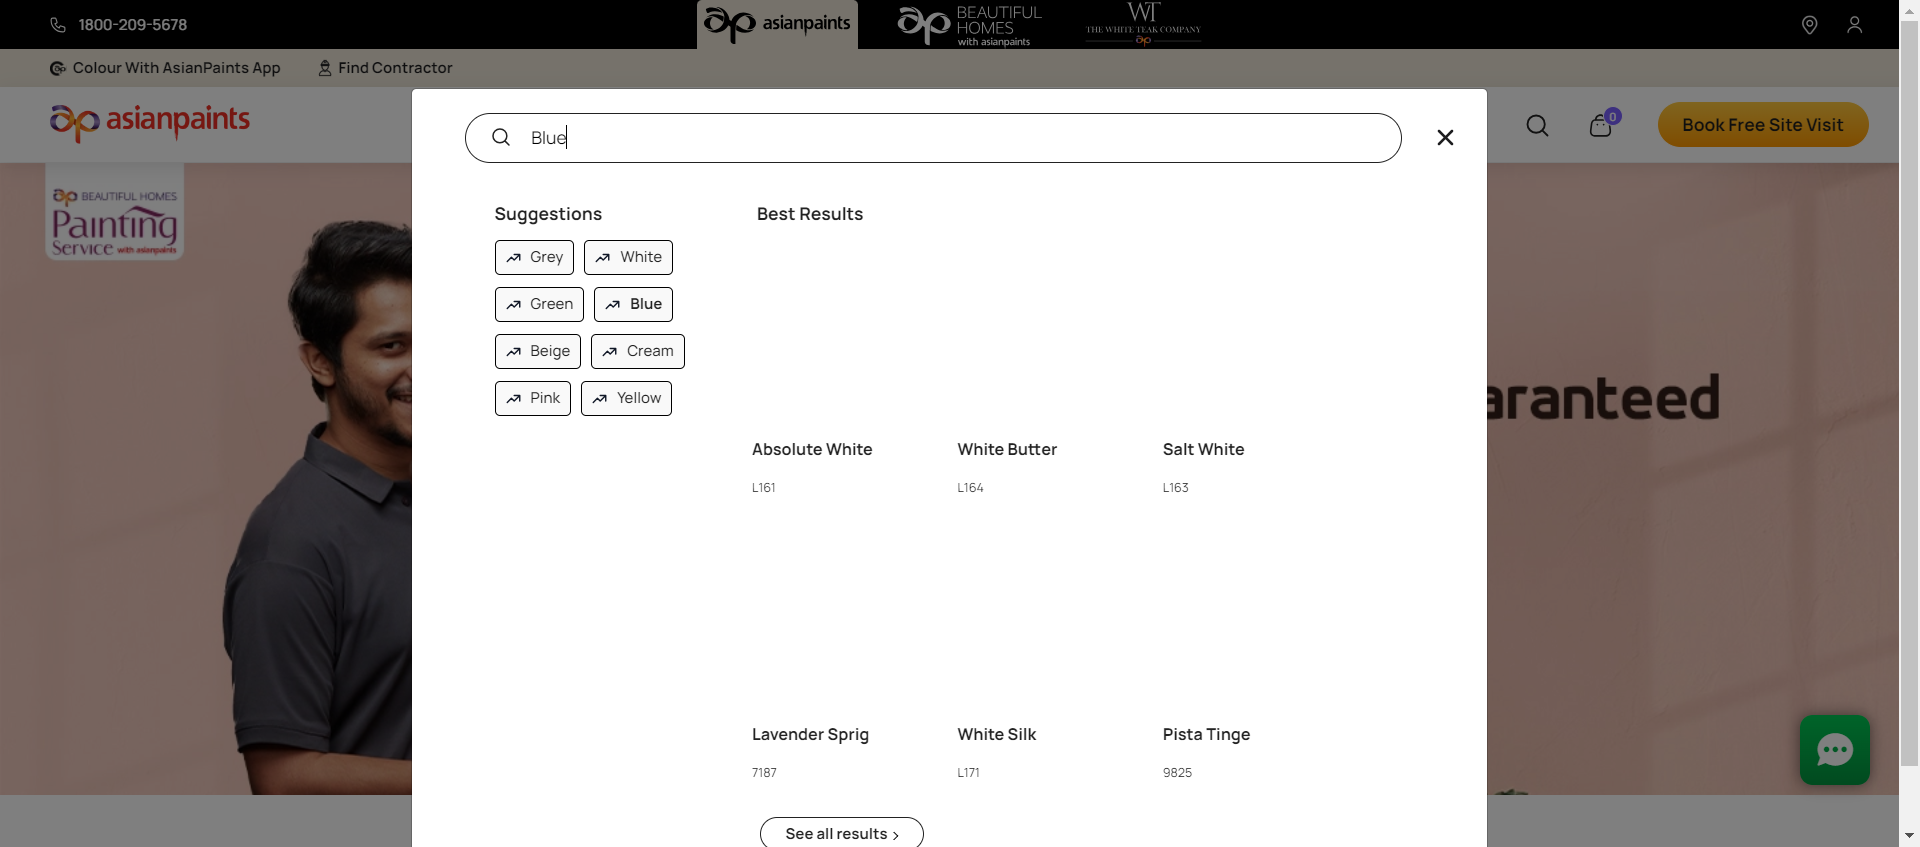 1800-209-5678
asianpaints
BEAUTIFUL HOMES with asianpaints
WT
THE WHITE TEAK COMPANY
Colour With AsianPaints App
Find Contractor
asianpaints
Blue
0
Book Free Site Visit
BEAUTIFUL HOMES
Painting
Service with asianpaints
Suggestions
Best Results
Grey
White
Green
Blue
Beige
Cream
Pink
Yellow
aranteed
Absolute White
White Butter
Salt White
L161
L164
L163
Lavender Sprig
White Silk
Pista Tinge
7187
L171
9825
See all results